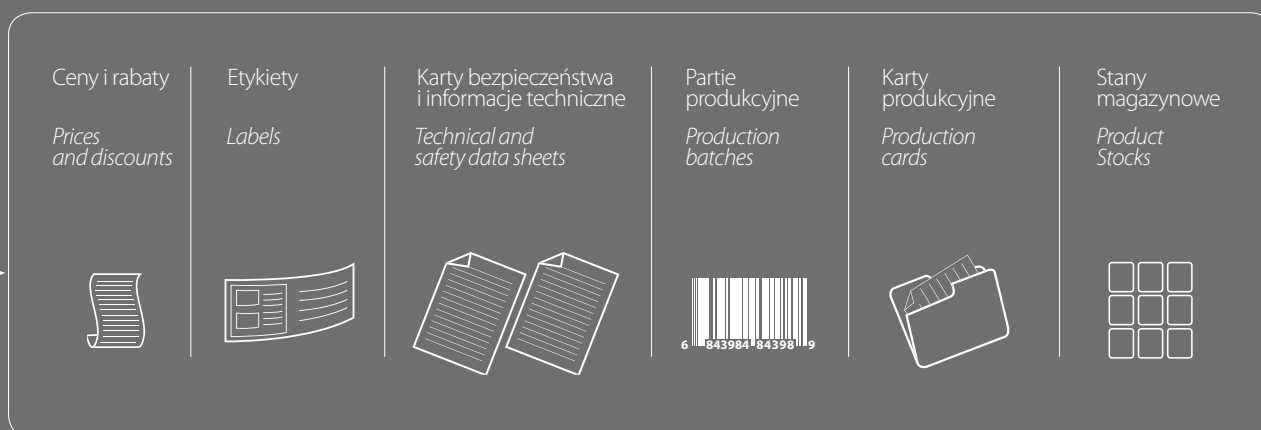 Ceny i rabaty
Prices
and discounts
Etykiety
Labels
Karty bezpieczeństwa
i informacje techniczne
Technical and
safety data sheets
Partie
produkcyjne
Production
batches
6 843984 84398 9
Karty
produkcyjne
Production
cards
Stany
magazynowe
Product
Stocks